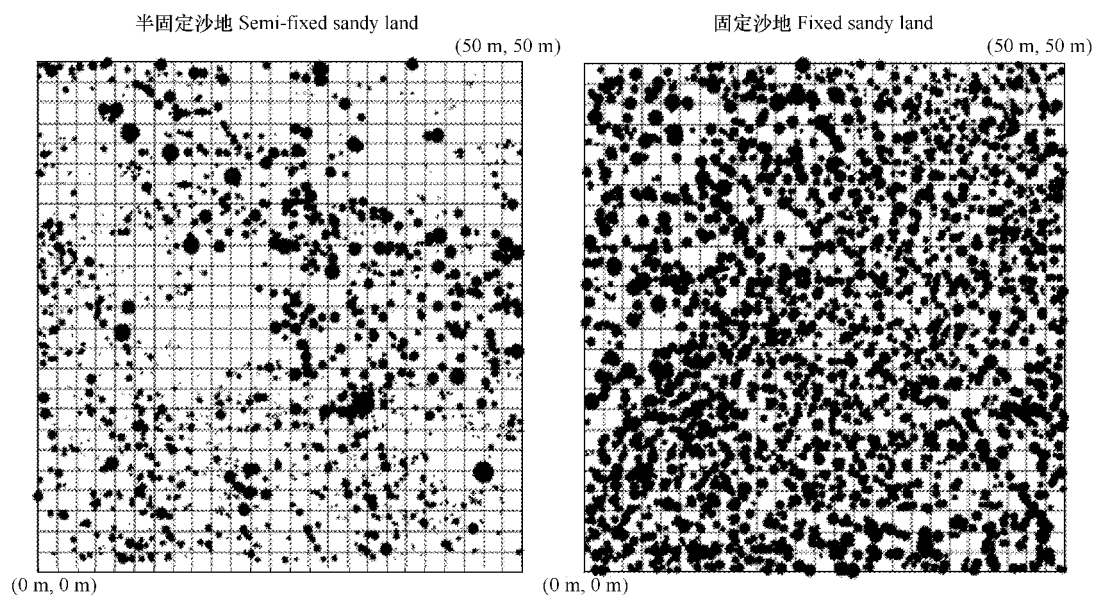 半固定沙地 Semi-fixed sandy land
固定沙地 Fixed sandy land
(50 m, 50 m)
(50 m, 50 m)
(0 m, 0 m)
(0 m, 0 m)